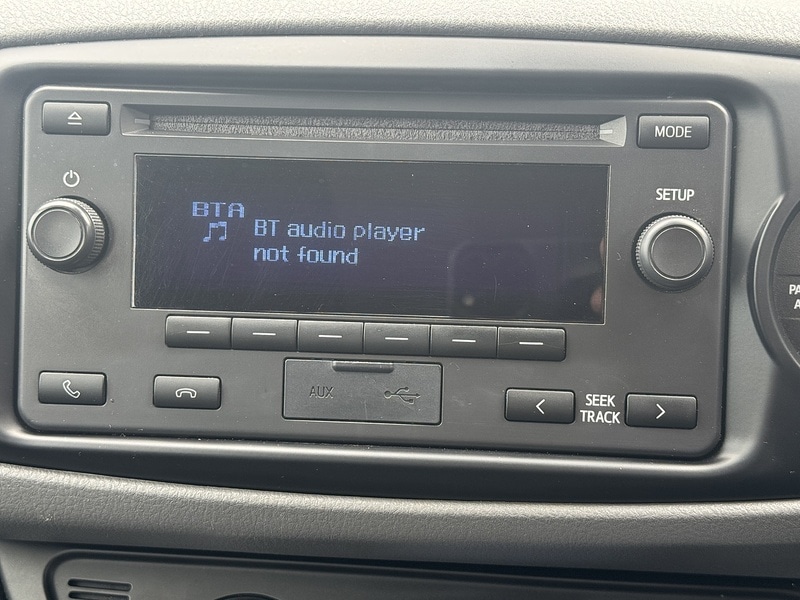 MODE
SETUP
BTA
BT audio player
not found
AUX
SEEK
TRACK